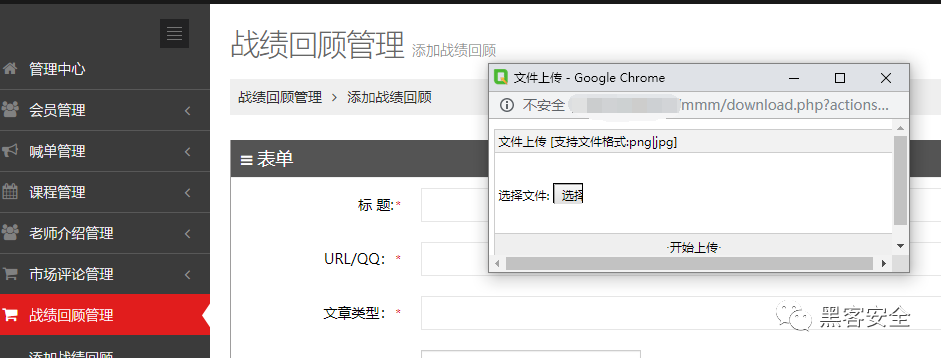 管理中心
会员管理
喊单管理
课程管理
老师介绍管理
市场评论管理
战绩回顾管理
添加战绩回顾
战绩回顾管理 添加战绩回顾
战绩回顾管理 > 添加战绩回顾
表单
标 题:*
URL/QQ： *
文章类型： *
文件上传 - Google Chrome
不安全
/mmm/download.php?actions...
文件上传 [支持文件格式:png|jpg]
选择文件: 选择
·开始上传·
黑客安全